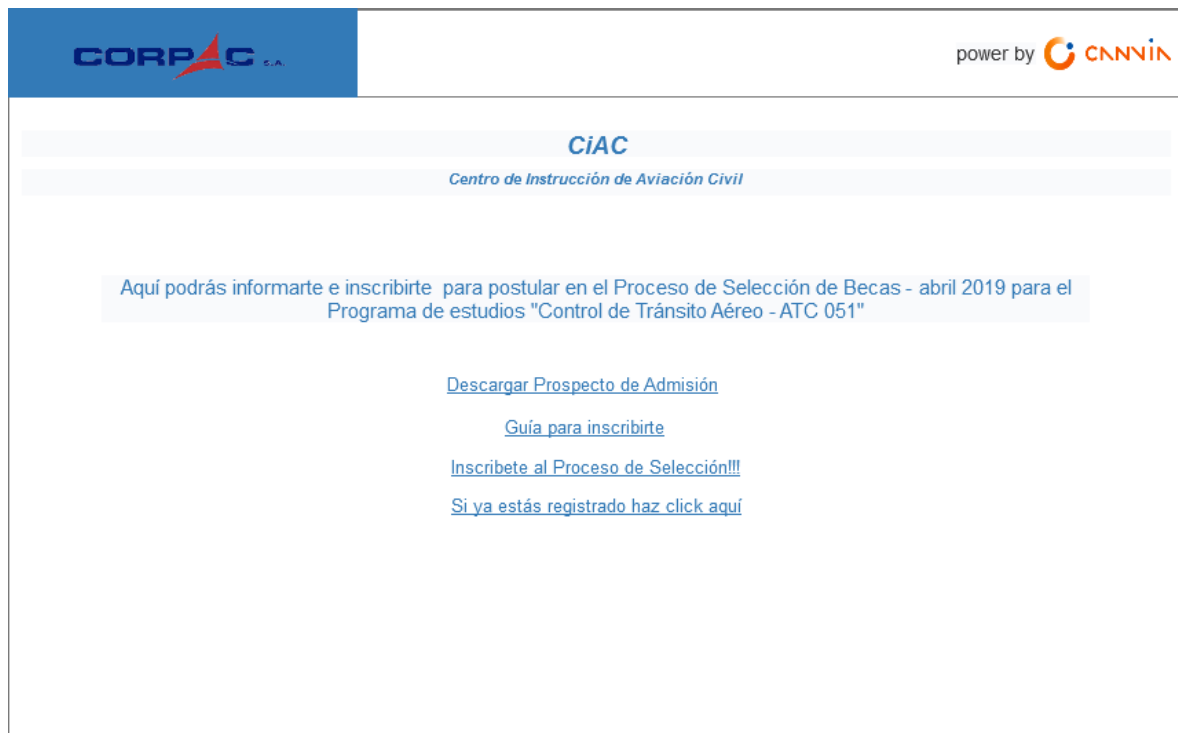 CORPAC S.A.
power by CANVIA
CiAC
Centro de Instrucción de Aviación Civil
Aquí podrás informarte e inscribirte para postular en el Proceso de Selección de Becas - abril 2019 para el
Programa de estudios "Control de Tránsito Aéreo - ATC 051"
Descargar Prospecto de Admisión
Guía para inscribirte
Inscribete al Proceso de Selección!!!
Si ya estás registrado haz click aquí